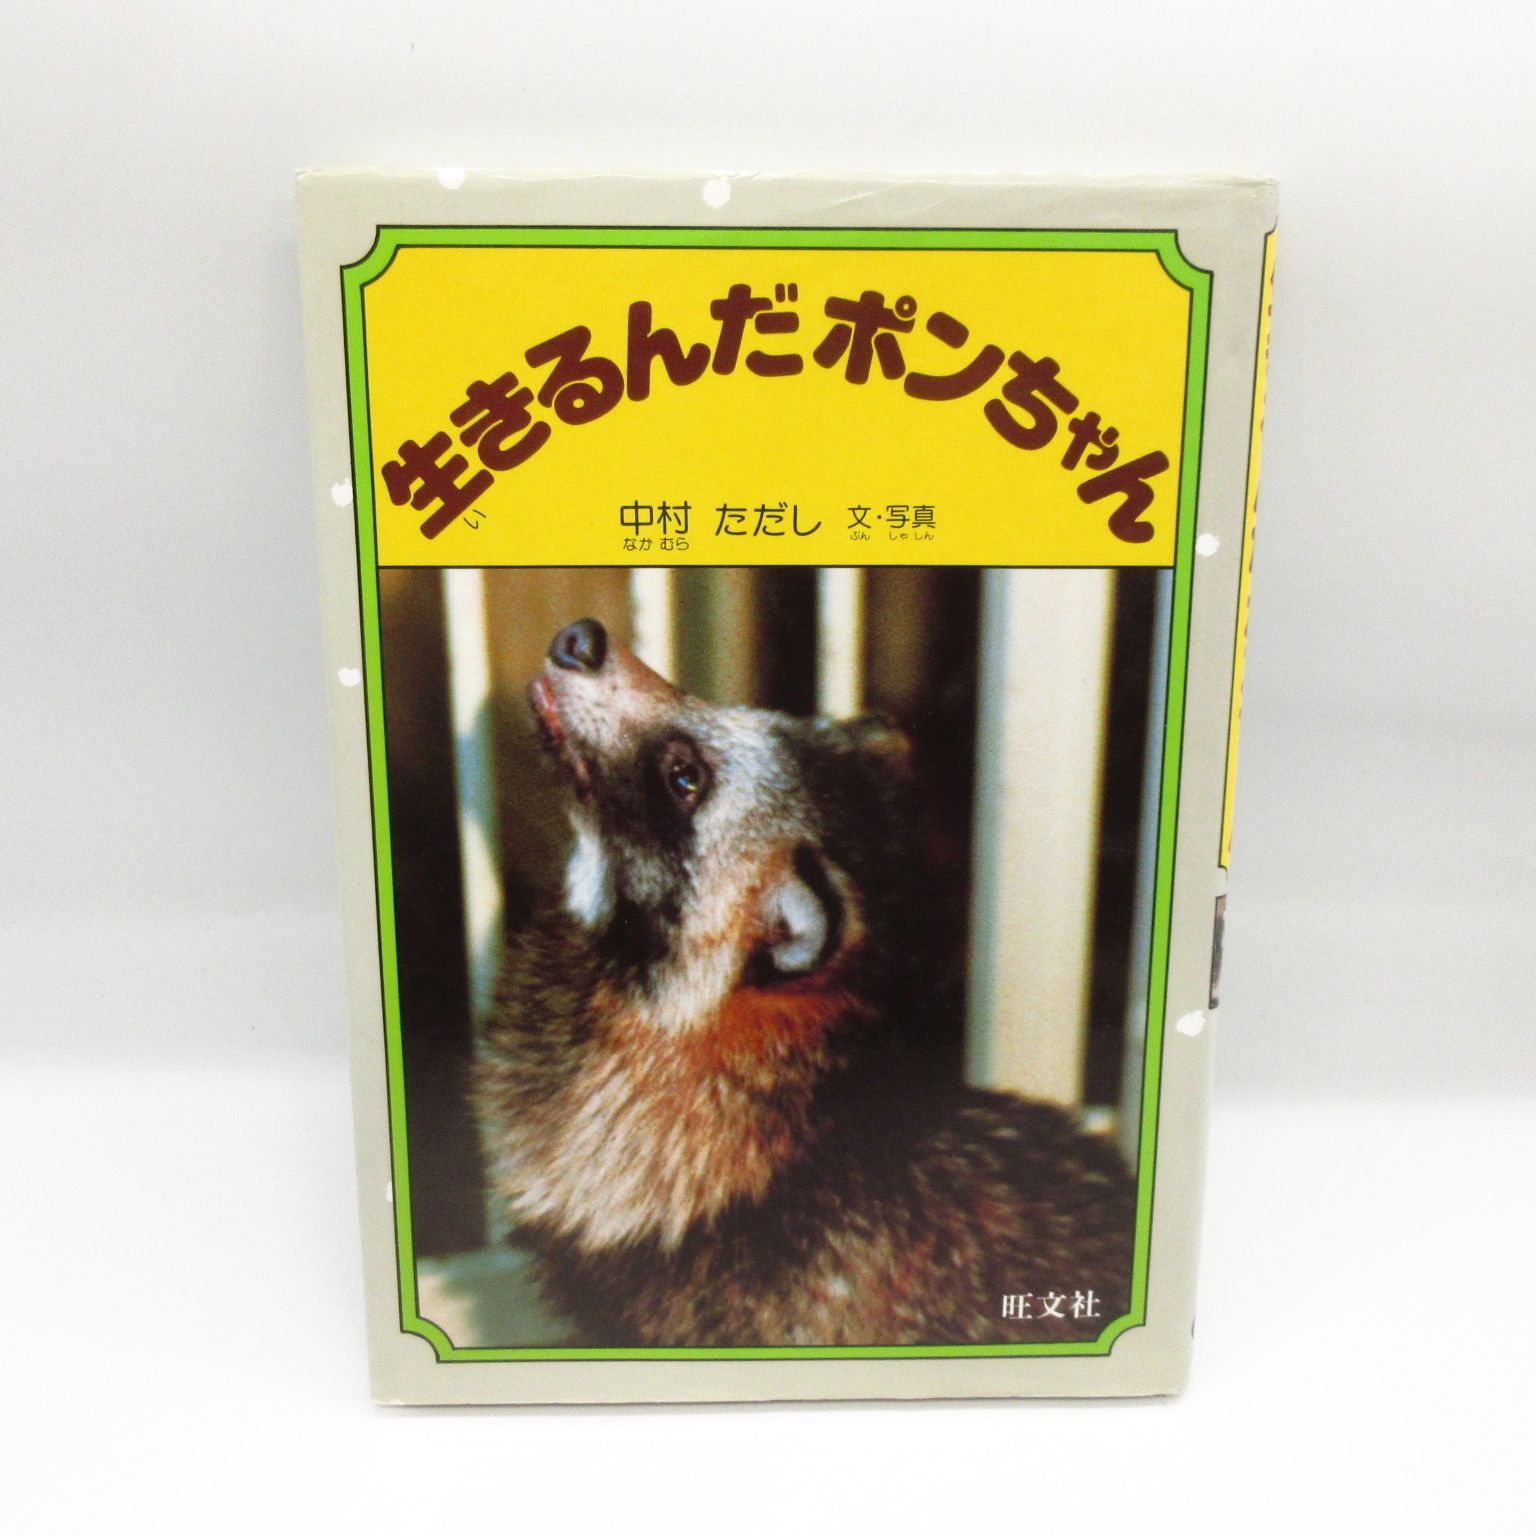 生きるんだポンちゃん
い
中村 ただし 文・写真
なか むら ぶん しゃ しん
旺文社